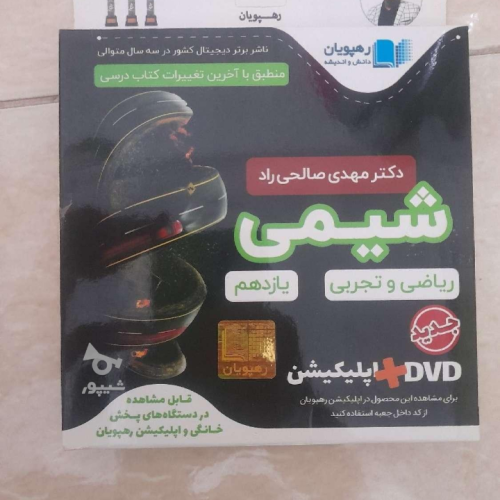 رهپویان
رهپویان
دانش و اندیشه
ناشر برتر دیجیتال کشور در سه سال متوالی
منطبق با آخرین تغییرات کتاب درسی
دکتر مهدی صالحی راد
شیمی
ریاضی و تجربی
یازدهم
جدید
DVD+اپلیکیشن
برای مشاهده این محصول در اپلیکیشن رهپویان
از کد داخل جعبه استفاده کنید
رهپویان
شیپور
قابل مشاهده
در دستگاه‌های پخش
خانگی و اپلیکیشن رهپویان